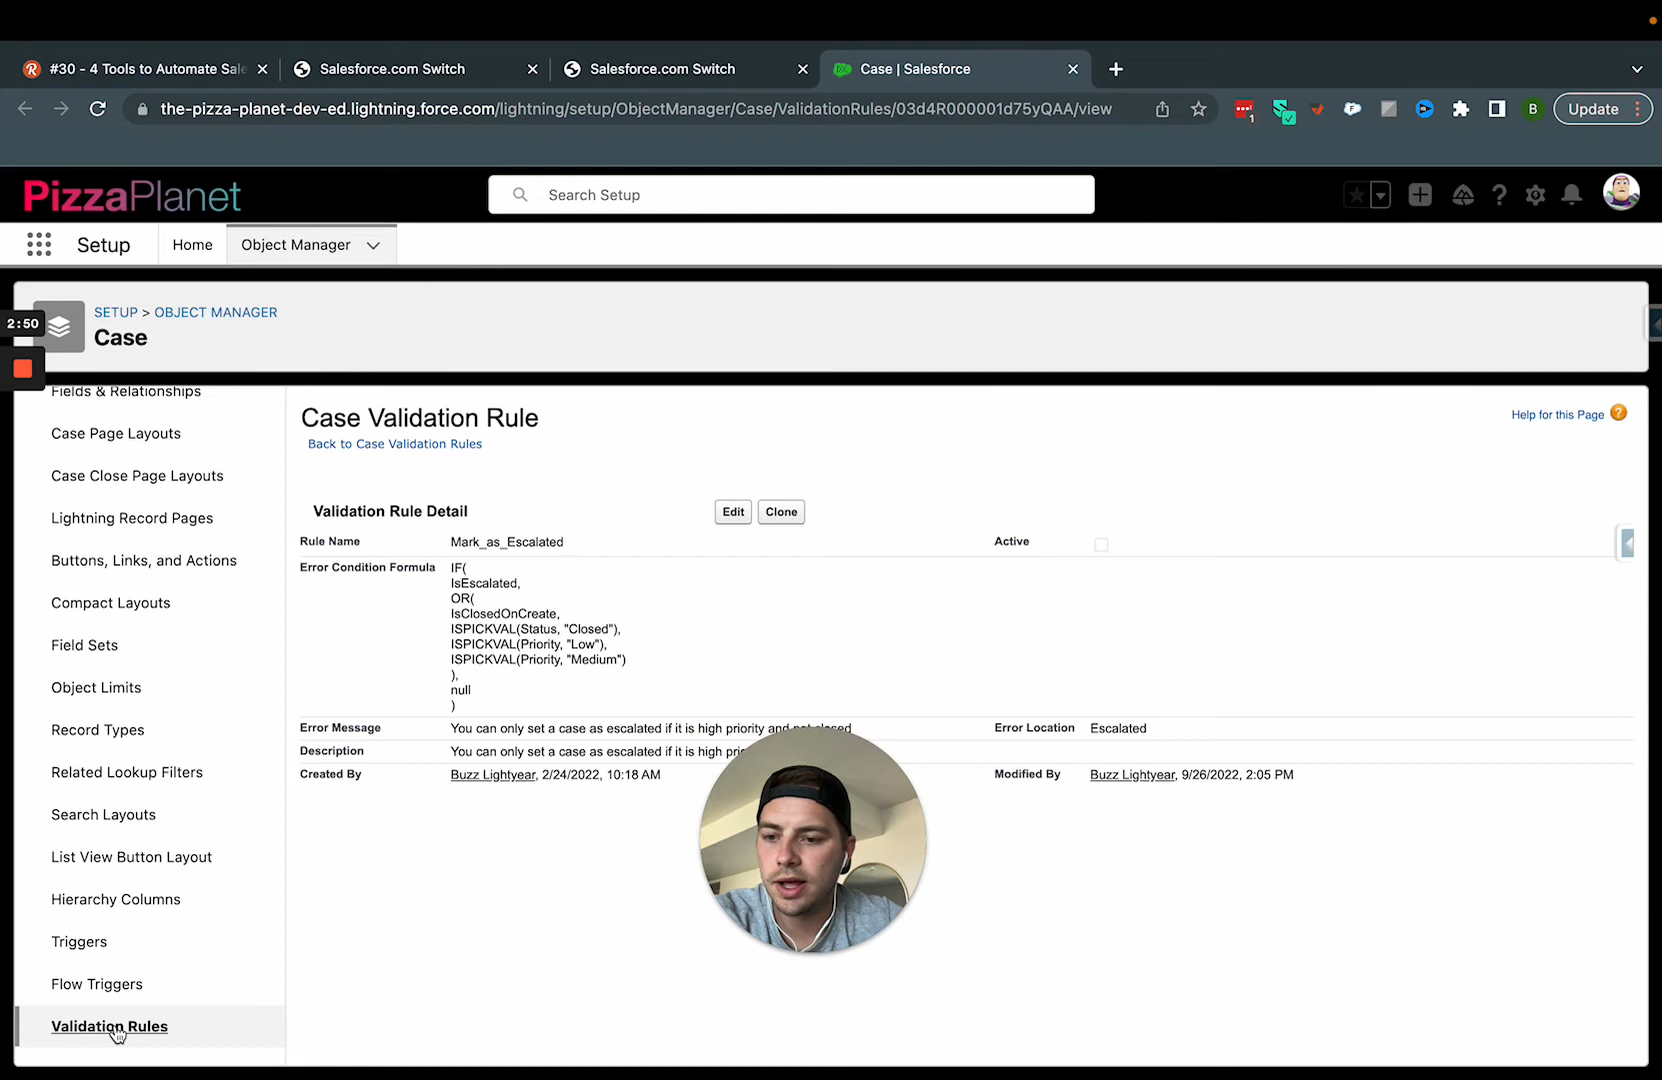 #30 - 4 Tools to Automate Sale
Salesforce.com Switch
Salesforce.com Switch
Case | Salesforce
the-pizza-planet-dev-ed.lightning.force.com/lightning/setup/ObjectManager/Case/ValidationRules/03d4R000001d75yQAA/view
1
B
Update
PizzaPlanet
Search Setup
Setup
Home
Object Manager
SETUP > OBJECT MANAGER
Case
2:50
Fields & Relationships
Case Page Layouts
Case Close Page Layouts
Lightning Record Pages
Buttons, Links, and Actions
Compact Layouts
Field Sets
Object Limits
Record Types
Related Lookup Filters
Search Layouts
List View Button Layout
Hierarchy Columns
Triggers
Flow Triggers
Validation Rules
Case Validation Rule
Back to Case Validation Rules
Help for this Page
Validation Rule Detail
Edit
Clone
Rule Name
Mark_as_Escalated
Active
Error Condition Formula
IF(
IsEscalated,
OR(
IsClosedOnCreate,
ISPICKVAL(Status, "Closed"),
ISPICKVAL(Priority, "Low"),
ISPICKVAL(Priority, "Medium")
),
null
)
Error Message
You can only set a case as escalated if it is high priority and not closed
Error Location
Escalated
Description
You can only set a case as escalated if it is high
Created By
Buzz Lightyear, 2/24/2022, 10:18 AM
Modified By
Buzz Lightyear, 9/26/2022, 2:05 PM